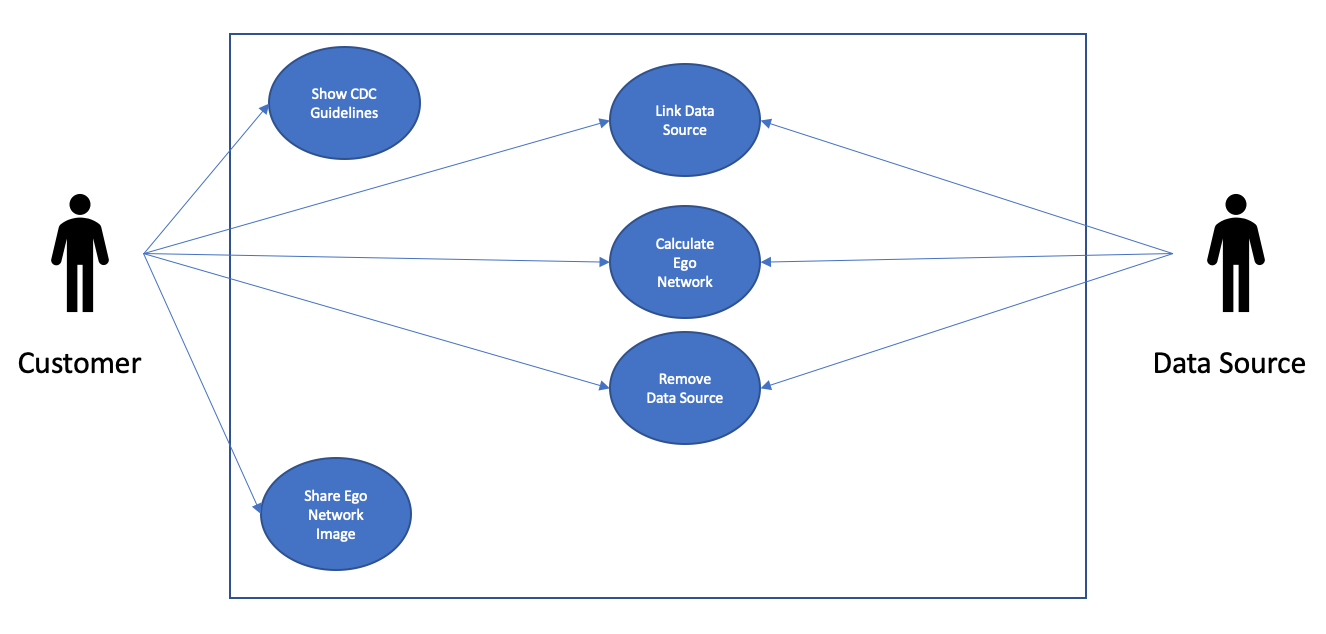 Show CDC
Guidelines
Link Data
Source
Calculate
Ego
Network
Customer
Data Source
Remove
Data Source
Share Ego
Network
Image